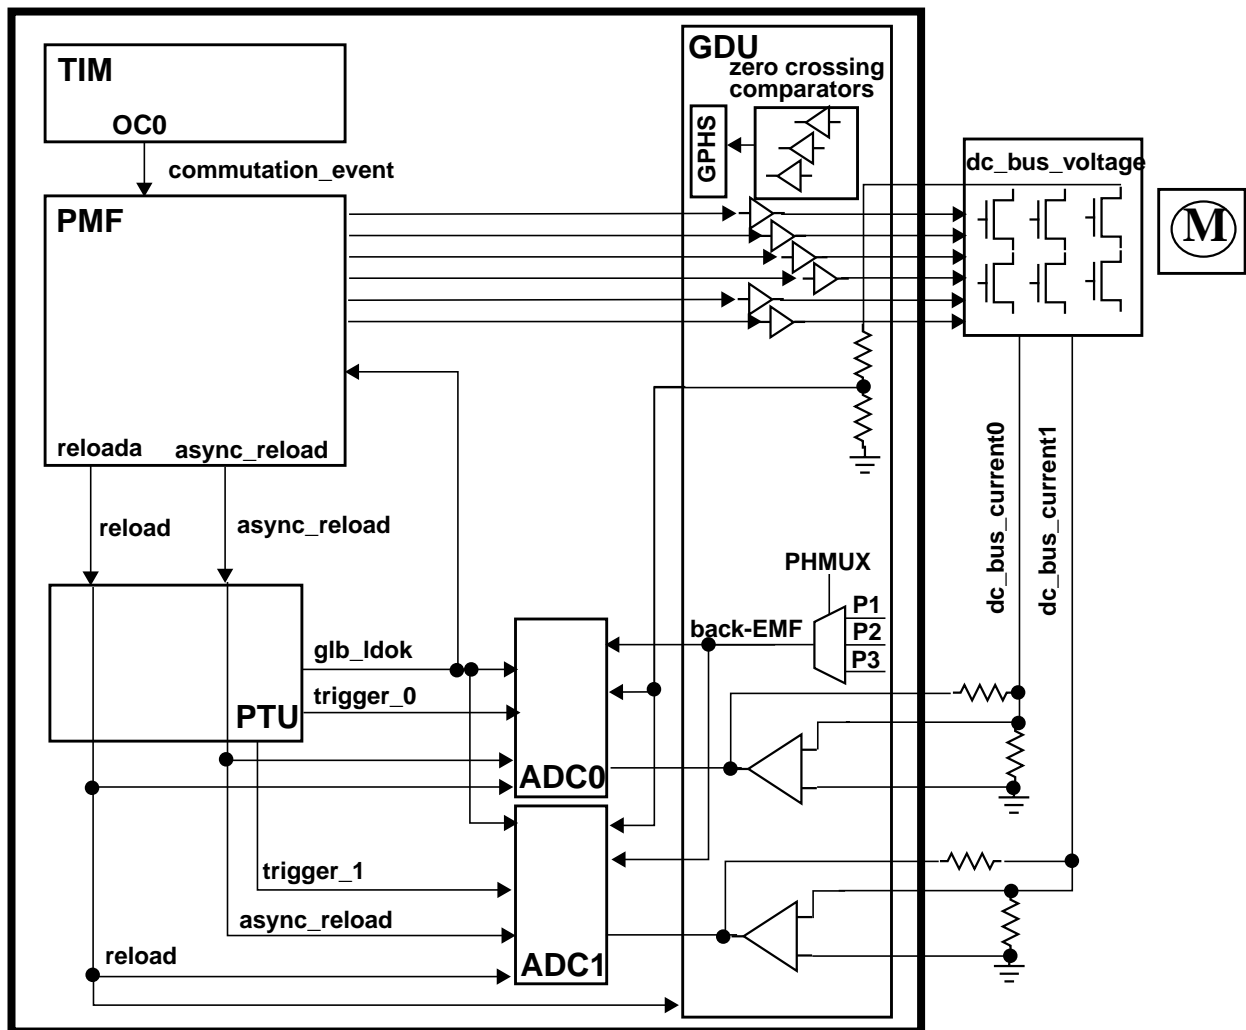 TIM
OC0
commutation_event
PMF
reloada
async_reload
reload
async_reload
glb_ldok
trigger_0
PTU
trigger_1
async_reload
reload
ADC0
ADC1
GDU
zero crossing
comparators
GPHS
PHMUX
P1
P2
P3
back-EMF
dc_bus_voltage
M
dc_bus_current0
dc_bus_current1